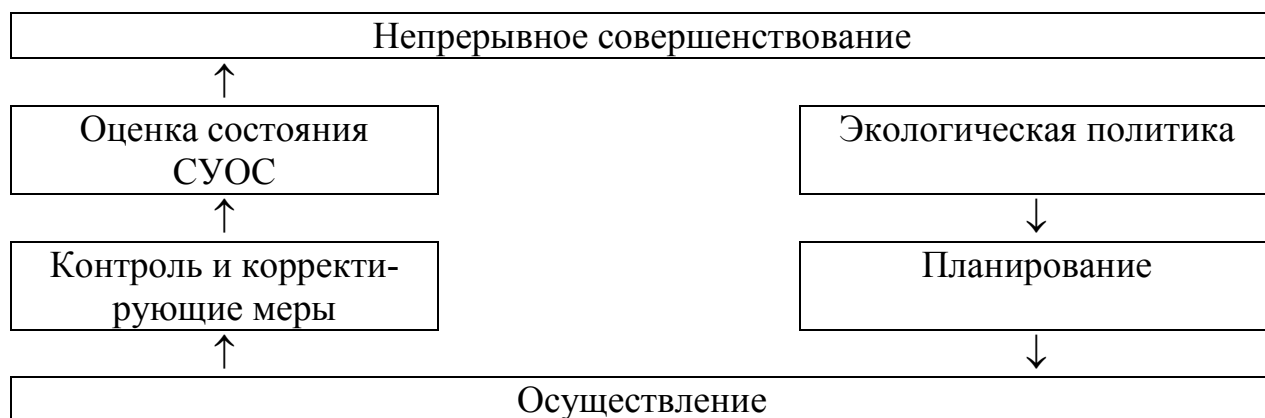 Непрерывное совершенствование
↑
Оценка состояния
СУОС
Экологическая политика
↑
↓
Контроль и корректи-
рующие меры
Планирование
↑
↓
Осуществление